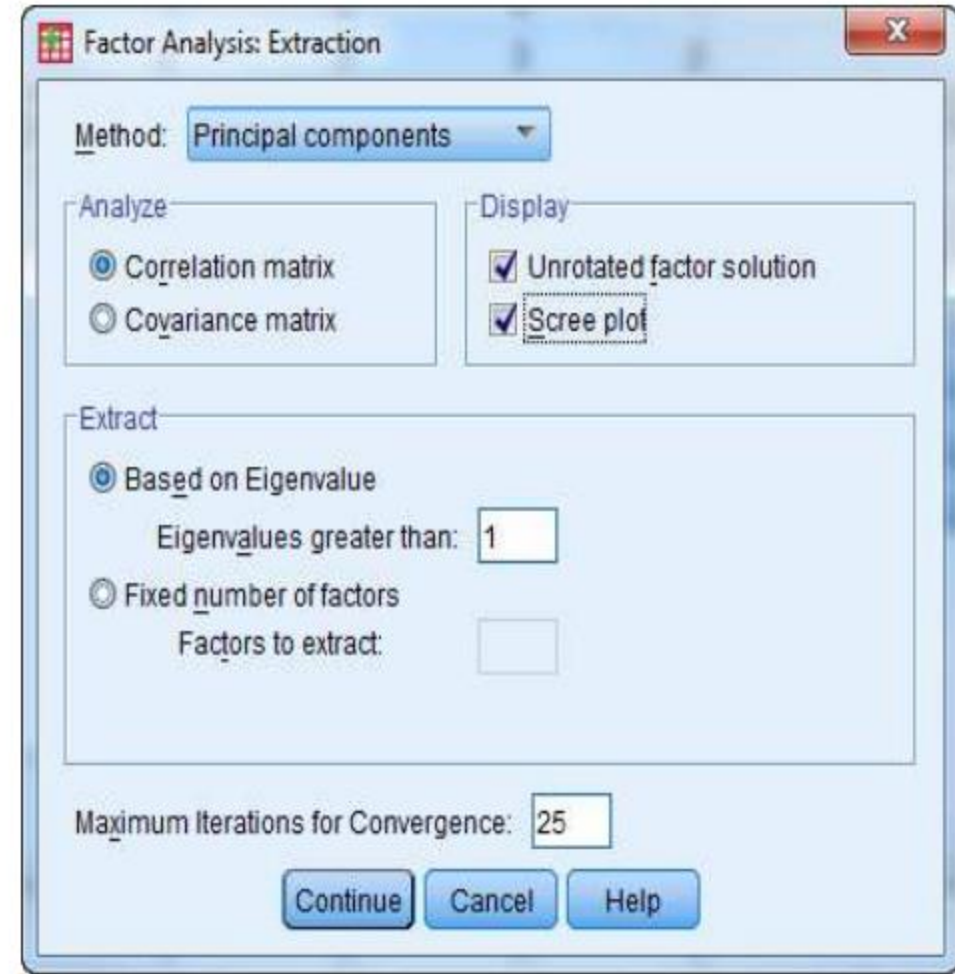 Factor Analysis: Extraction
X
Method: Principal components
Analyze
Correlation matrix
Covariance matrix
Display
Unrotated factor solution
Scree plot
Extract
Based on Eigenvalue
Eigenvalues greater than: 1
Fixed number of factors
Factors to extract:
Maximum Iterations for Convergence: 25
Continue Cancel Help